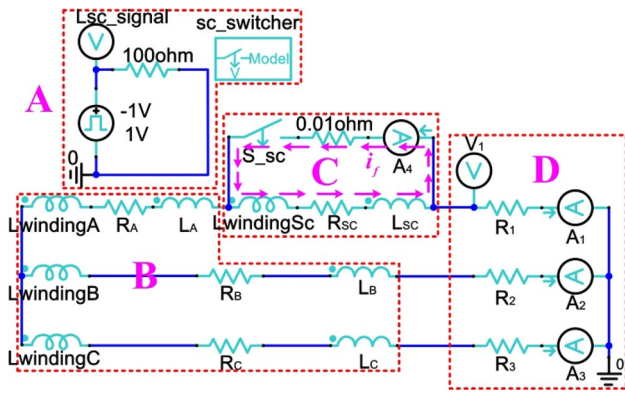 Lsc_signal
sc_switcher
100ohm
Model
V
V
A
-1V
1V
0
0.01ohm
S_sc
A4
C
if
V1
V
D
LwindingA
RA
LA
LwindingSc
RSC
LSC
R1
A1
LwindingB
B
RB
LB
R2
A2
LwindingC
RC
LC
R3
A3
0